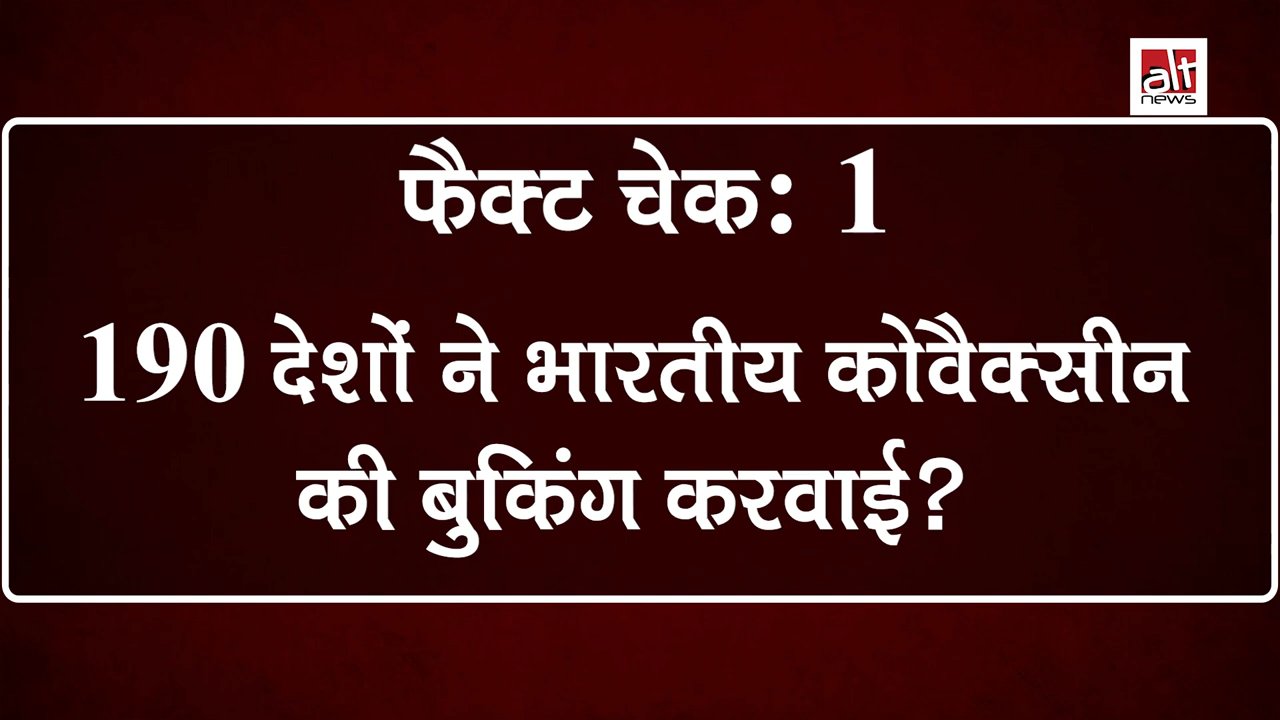 alt
news
फैक्ट चेक: 1
190 देशों ने भारतीय कोवैक्सीन
की बुकिंग करवाई?